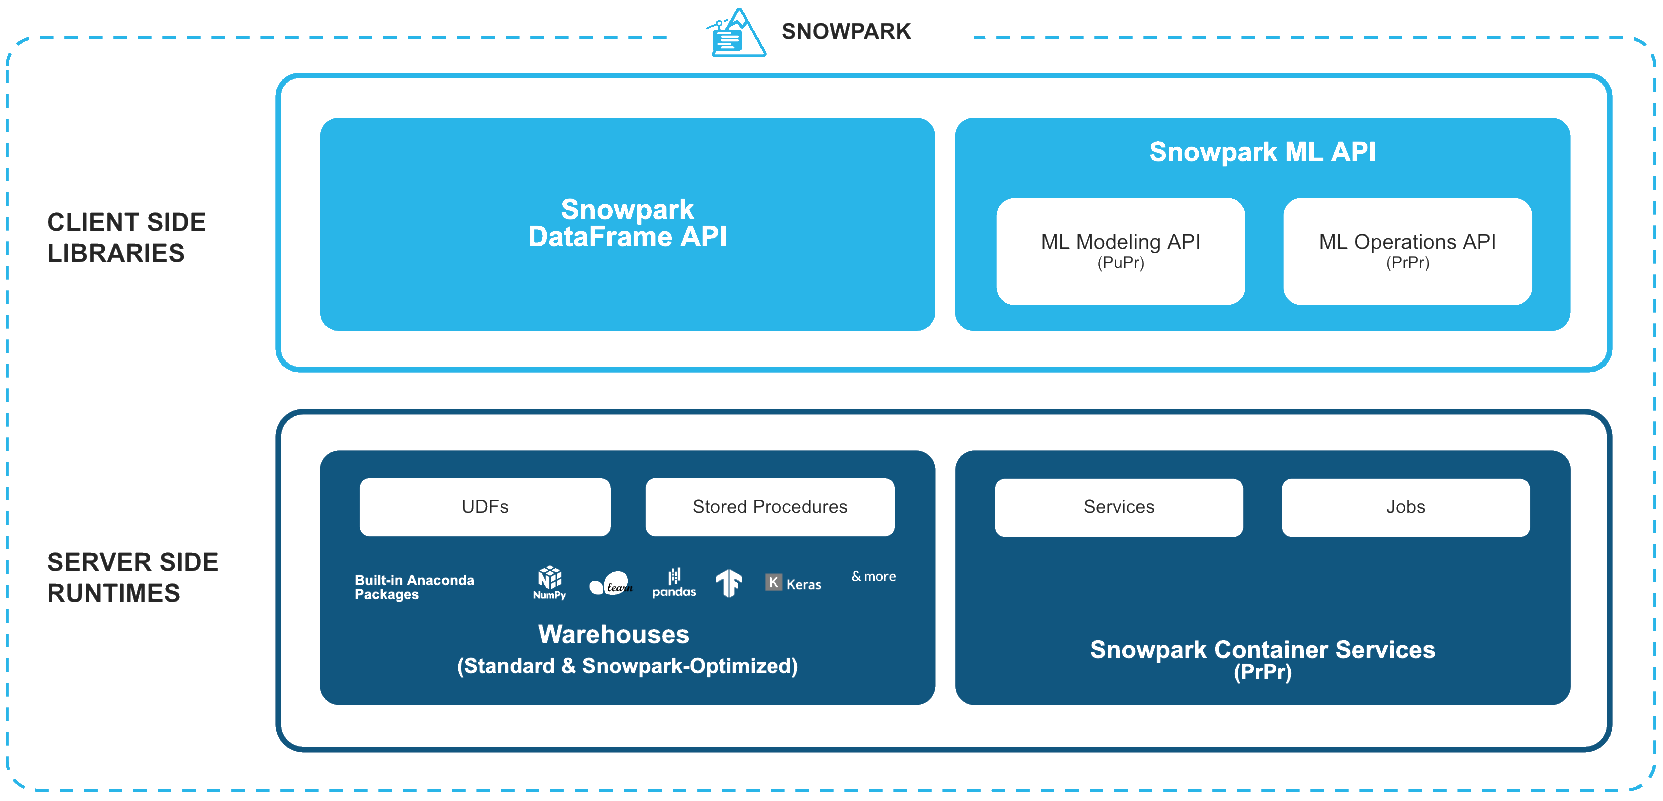 SNOWPARK
CLIENT SIDE
LIBRARIES
Snowpark
DataFrame API
Snowpark ML API
ML Modeling API
(PuPr)
ML Operations API
(PrPr)
SERVER SIDE
RUNTIMES
UDFs
Stored Procedures
Built-in Anaconda
Packages
NumPy
learn
pandas
K Keras
& more
Warehouses
(Standard & Snowpark-Optimized)
Services
Jobs
Snowpark Container Services
(PrPr)